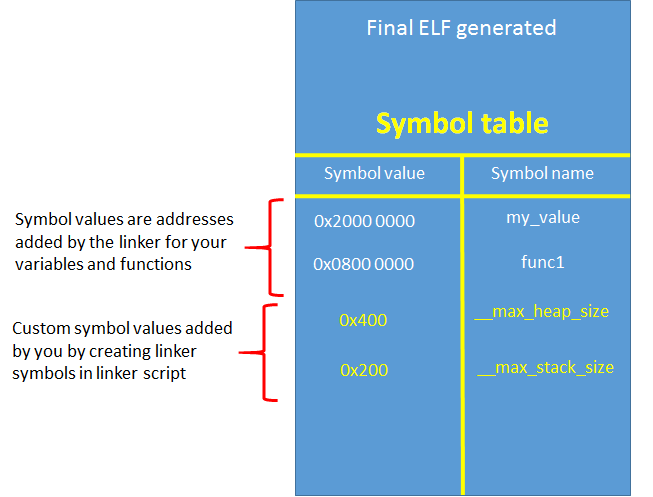 Final ELF generated
Symbol table
Symbol value Symbol name
Symbol values are addresses
added by the linker for your
variables and functions
0x2000 0000 my_value
0x0800 0000 func1
Custom symbol values added
by you by creating linker
symbols in linker script
0x400 __max_heap_size
0x200 __max_stack_size